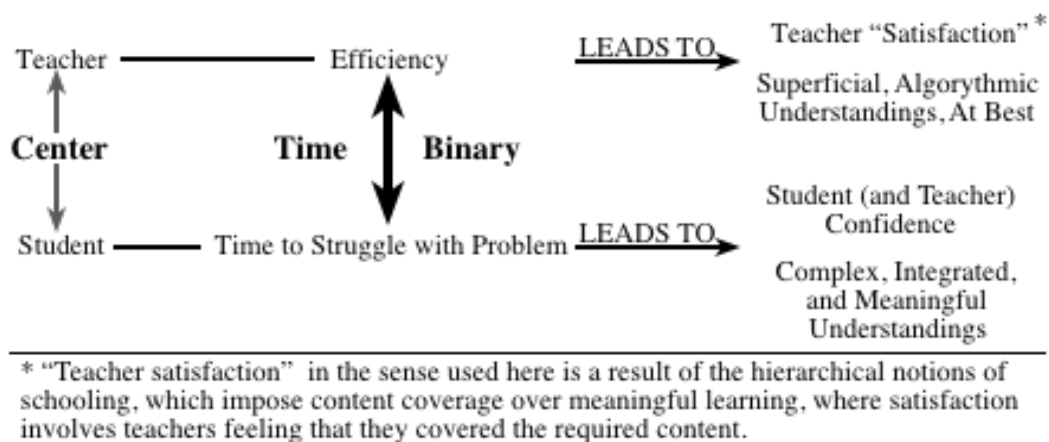 Teacher
Efficiency
LEADS TO
Teacher “Satisfaction” *
Superficial, Algorythmic
Understandings, At Best
Center
Time
Binary
Student
Time to Struggle with Problem
LEADS TO
Student (and Teacher)
Confidence
Complex, Integrated,
and Meaningful
Understandings
* “Teacher satisfaction” in the sense used here is a result of the hierarchical notions of
schooling, which impose content coverage over meaningful learning, where satisfaction
involves teachers feeling that they covered the required content.